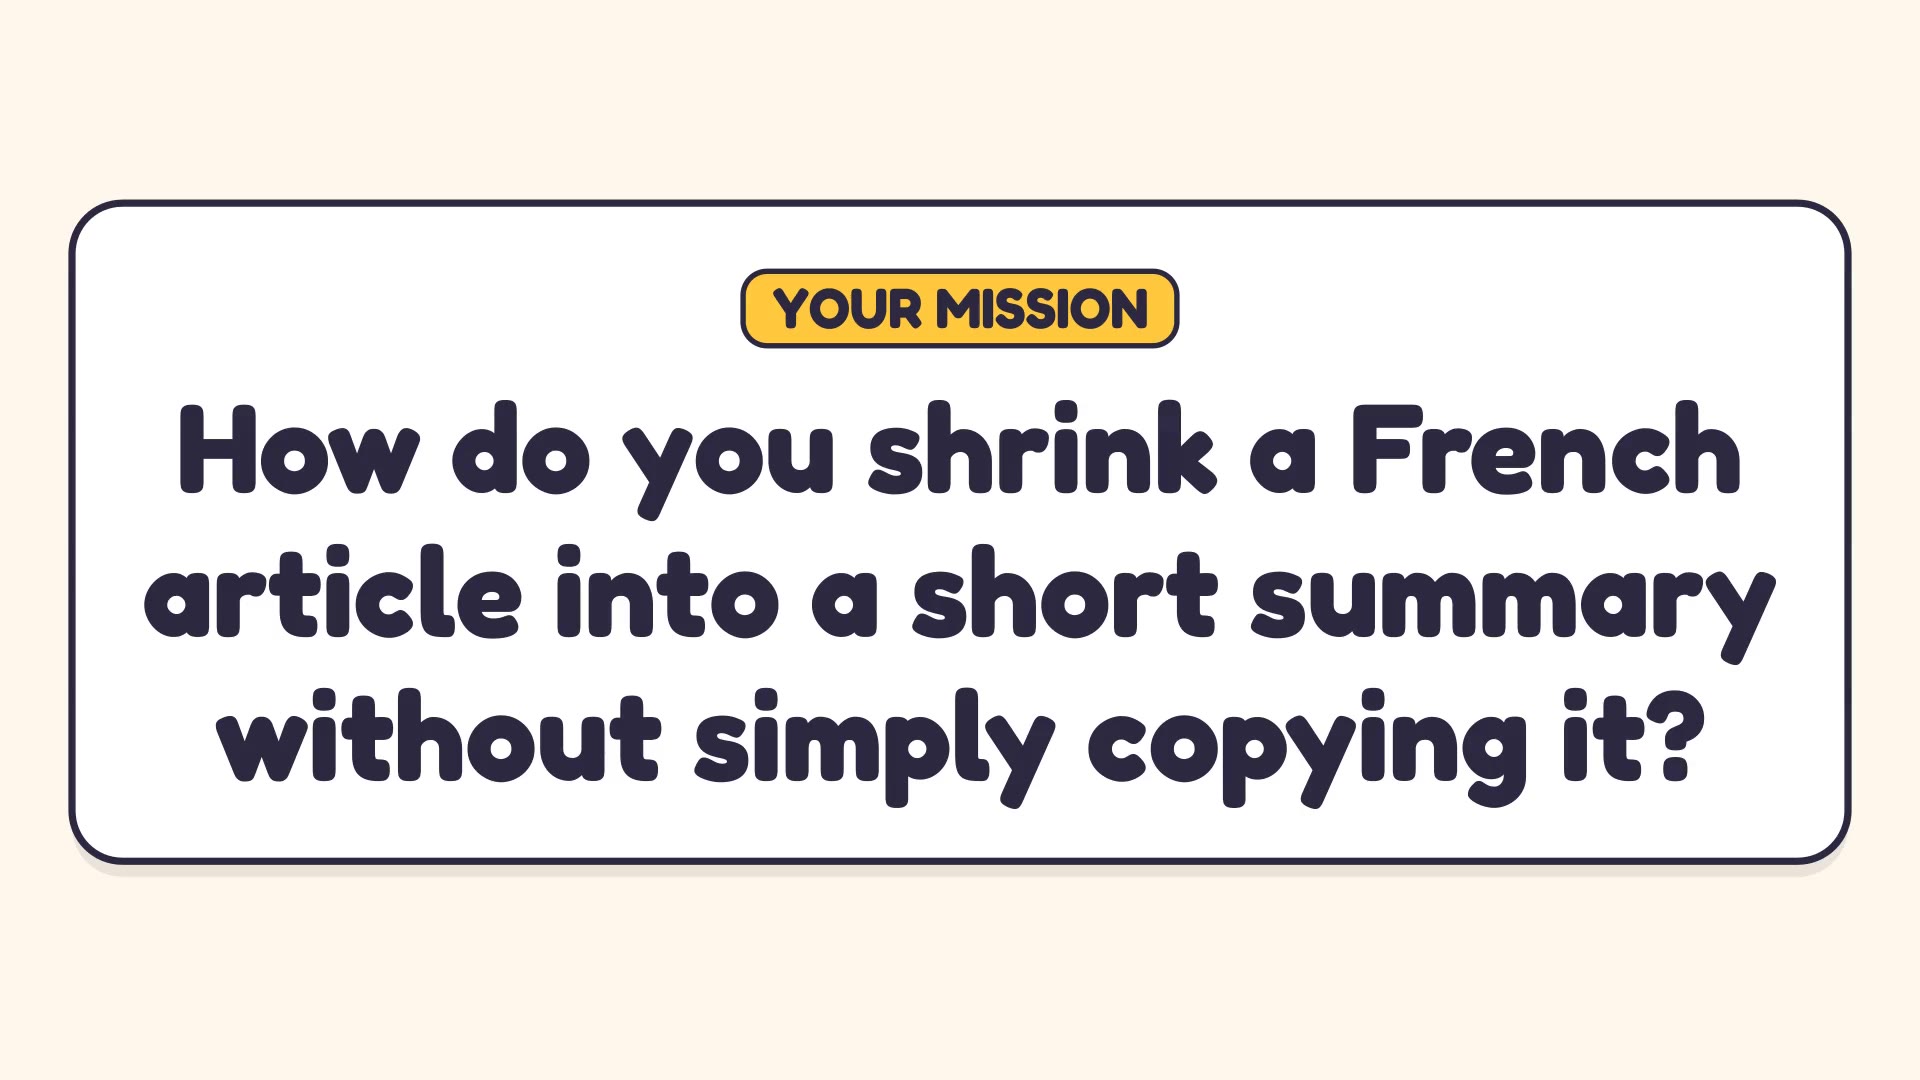 YOUR MISSION
How do you shrink a French
article into a short summary
without simply copying it?